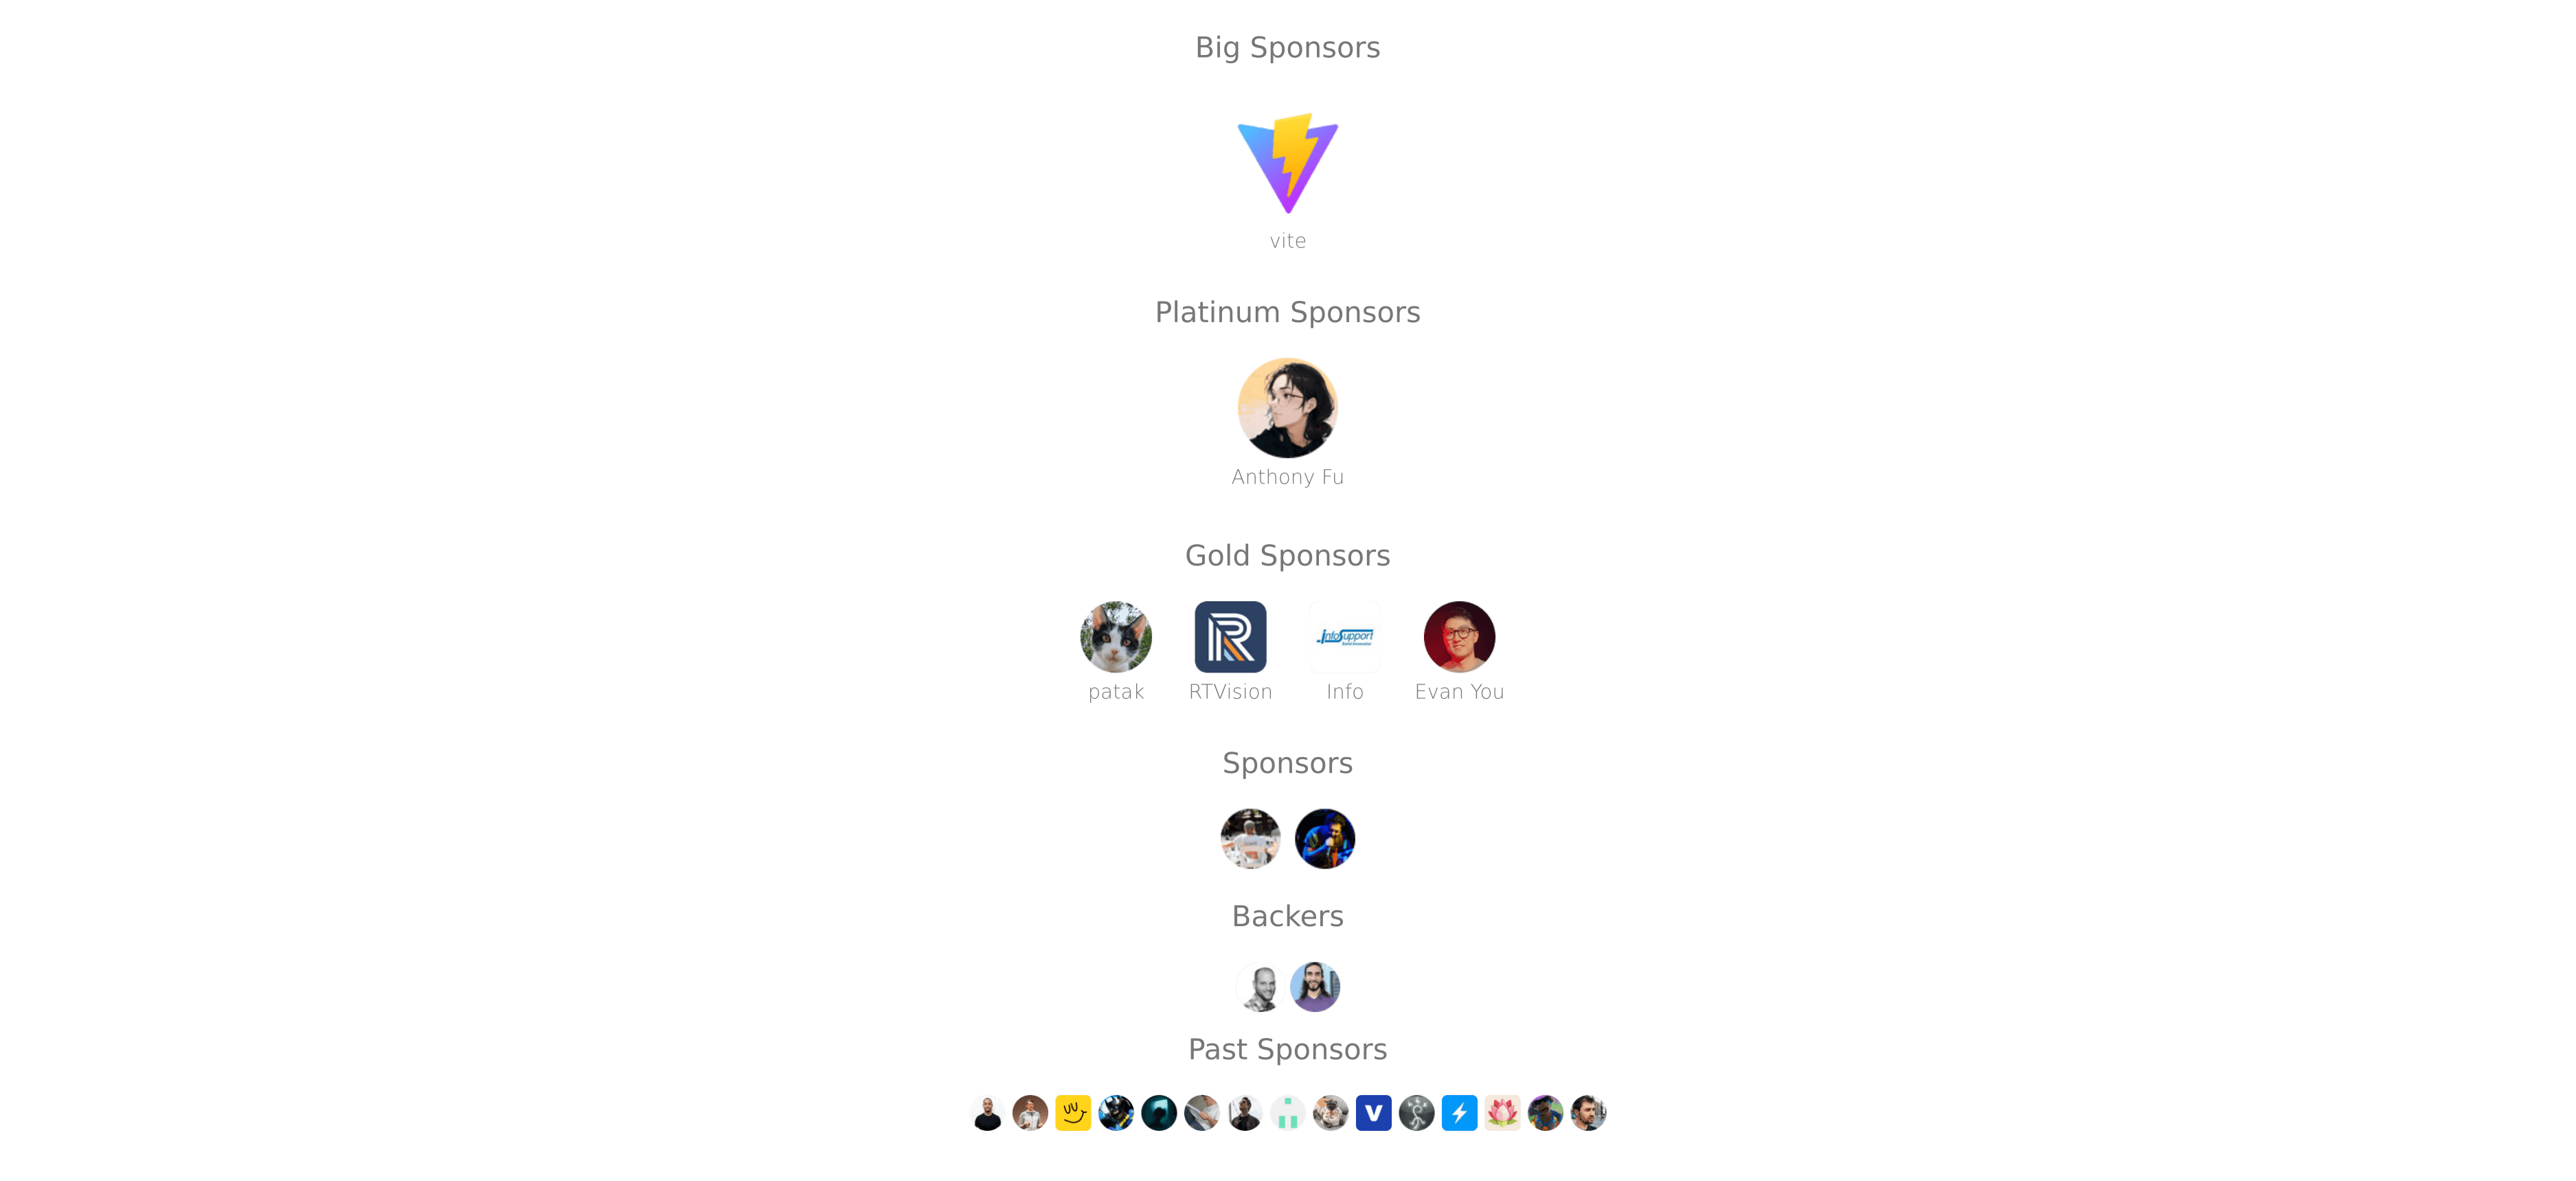 Big Sponsors
vite
Platinum Sponsors
Anthony Fu
Gold Sponsors
InfoSupport
patak RTVision Info Evan You
Sponsors
Backers
Past Sponsors
V